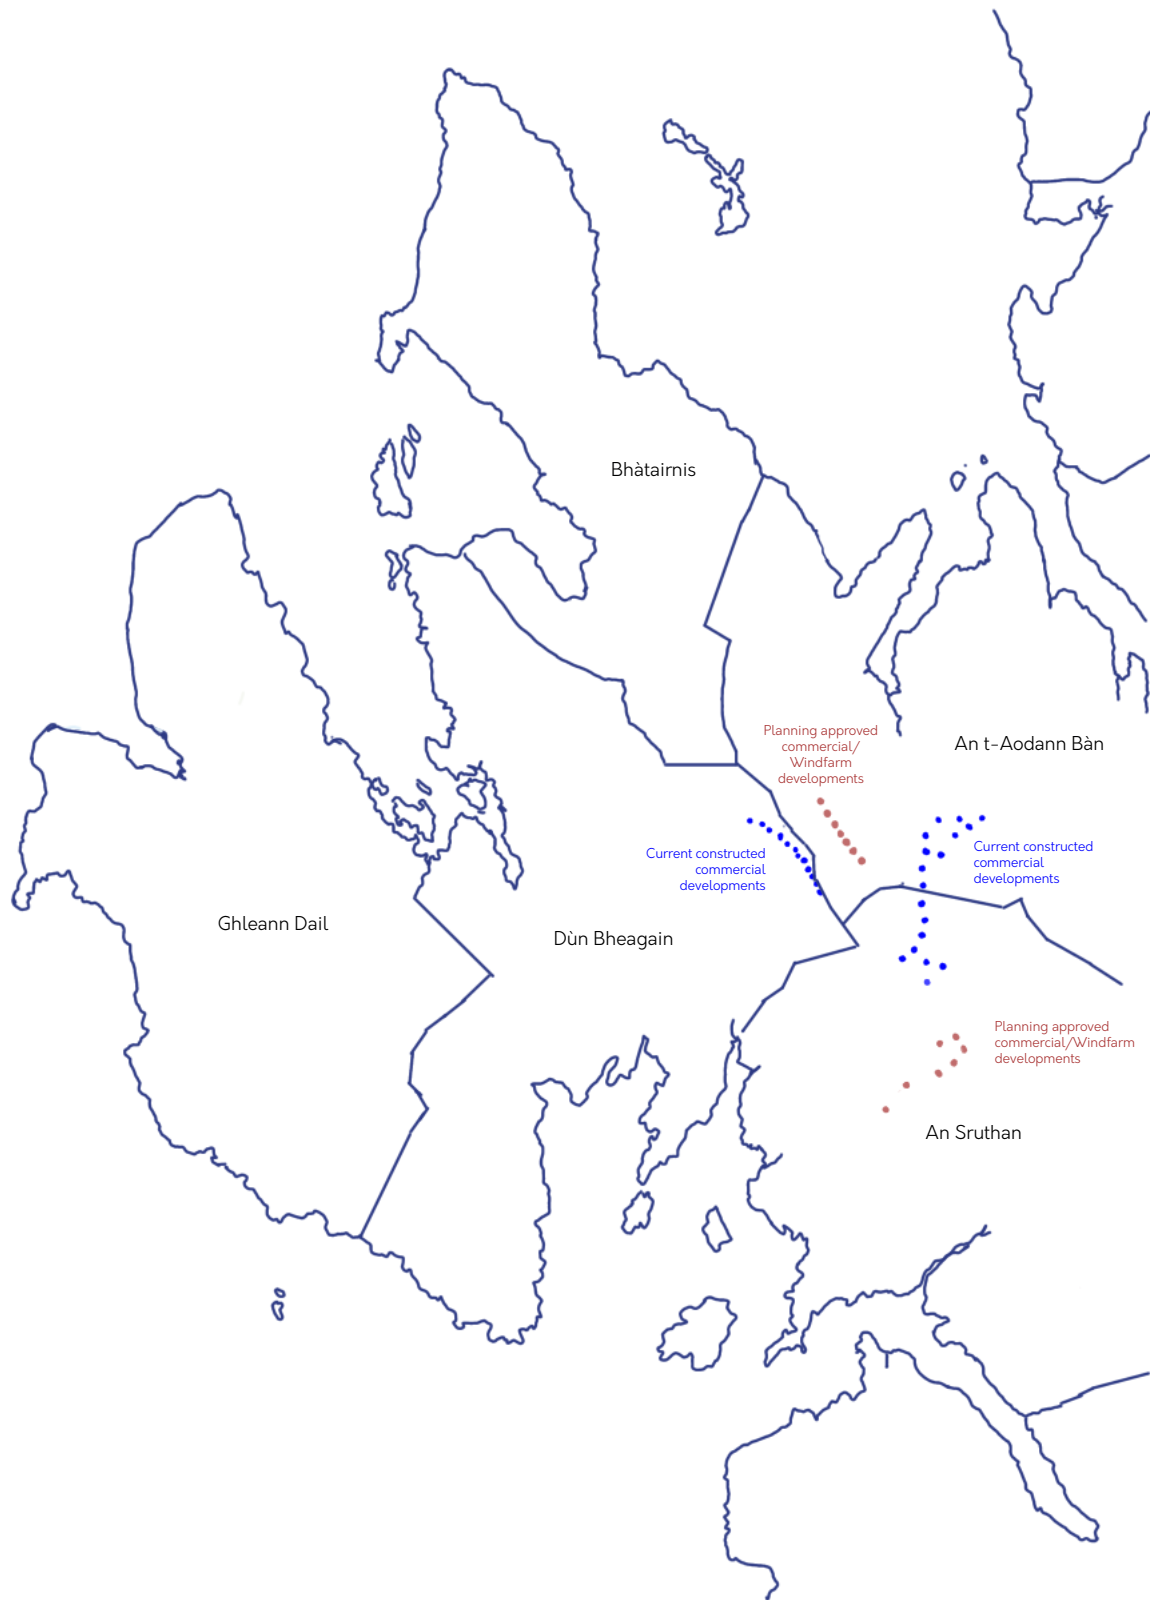 Bhàtairnis
Planning approved
commercial/
Windfarm
developments
An t-Aodann Bàn
Current constructed
commercial
developments
Current constructed
commercial
developments
Ghleann Dail
Dùn Bheagain
Planning approved
commercial/Windfarm
developments
An Sruthan